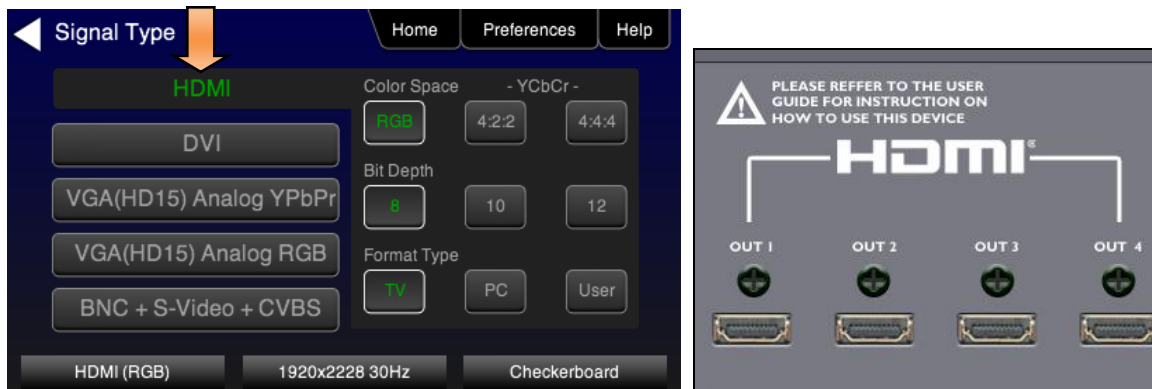 Signal Type
Home
Preferences
Help
HDMI
DVI
VGA(HD15) Analog YPbPr
VGA(HD15) Analog RGB
BNC + S-Video + CVBS
Color Space
- YCbCr -
RGB
4:2:2
4:4:4
Bit Depth
8
10
12
Format Type
TV
PC
User
HDMI (RGB)
1920x2228 30Hz
Checkerboard
PLEASE REFFER TO THE USER
GUIDE FOR INSTRUCTION ON
HOW TO USE THIS DEVICE
HDMI®
OUT 1
OUT 2
OUT 3
OUT 4